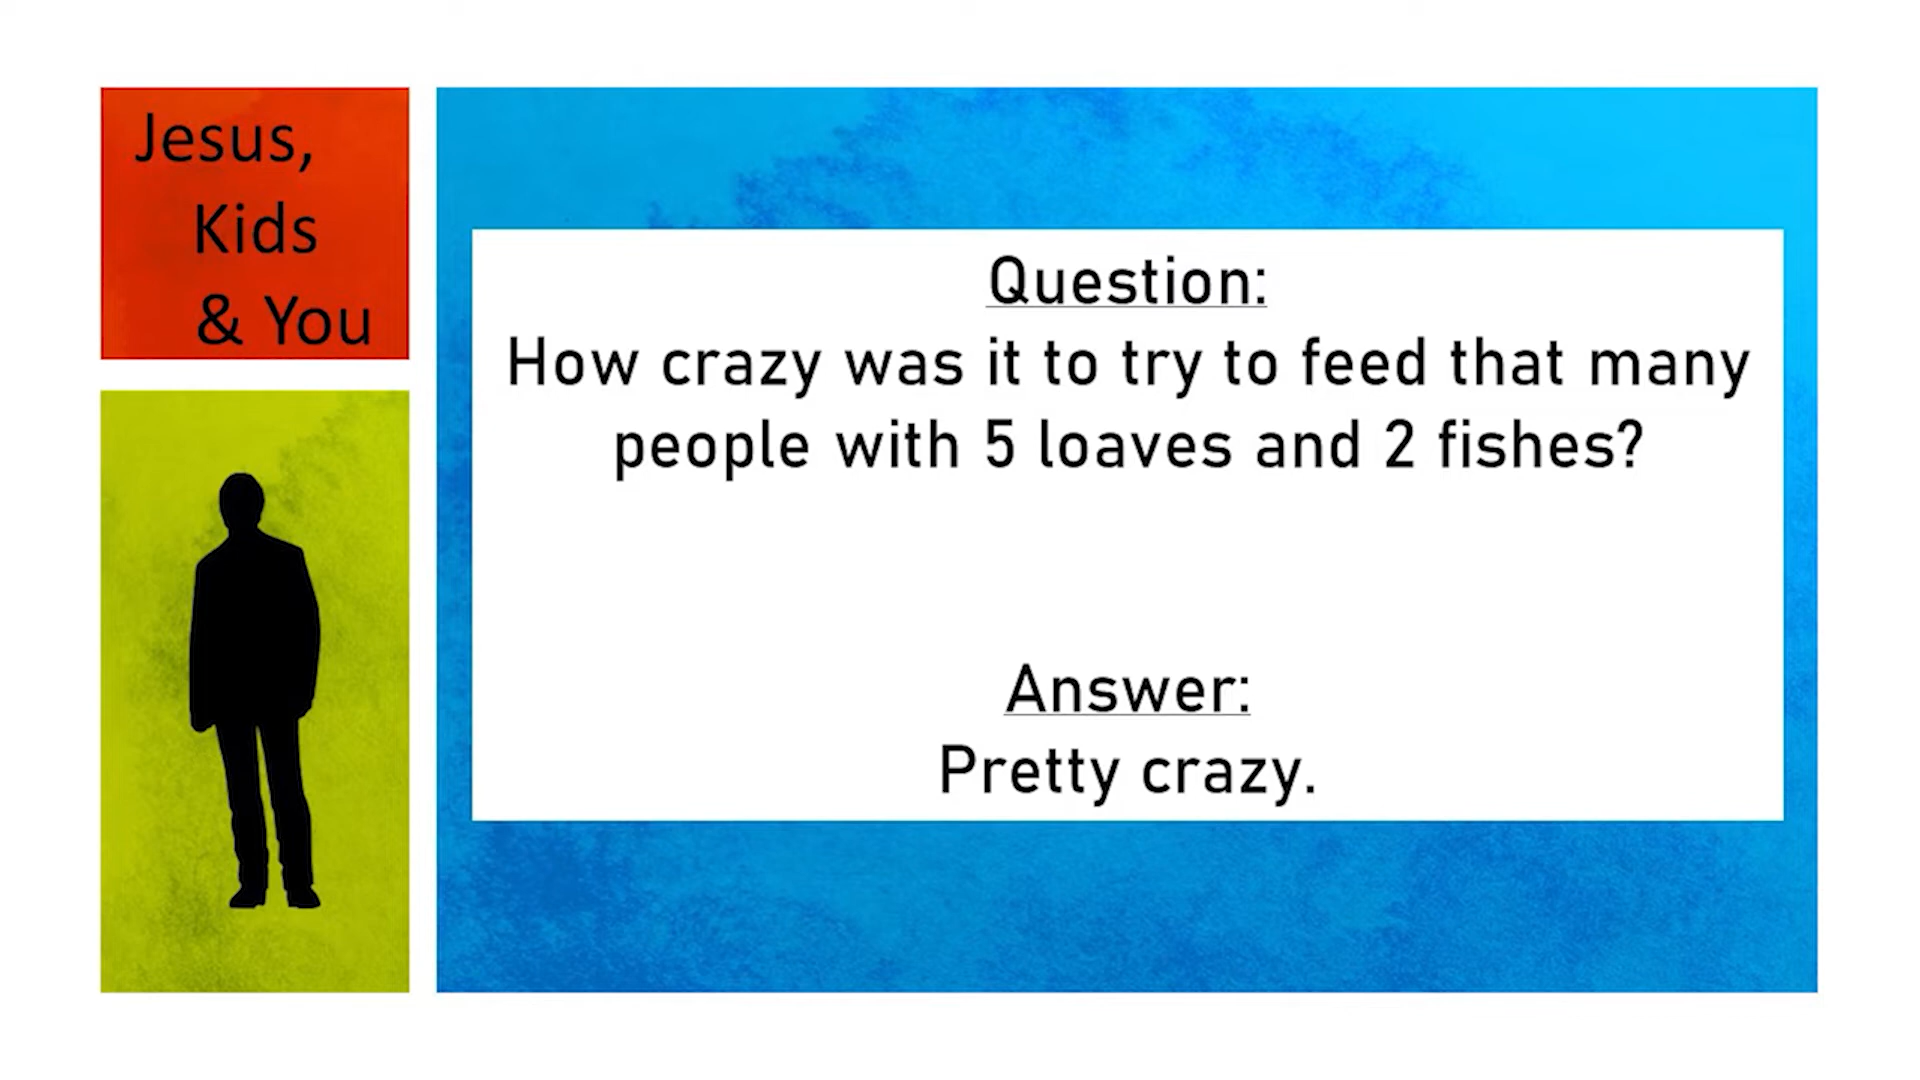 Jesus,
Kids
& You
Question:
How crazy was it to try to feed that many
people with 5 loaves and 2 fishes?
Answer:
Pretty crazy.